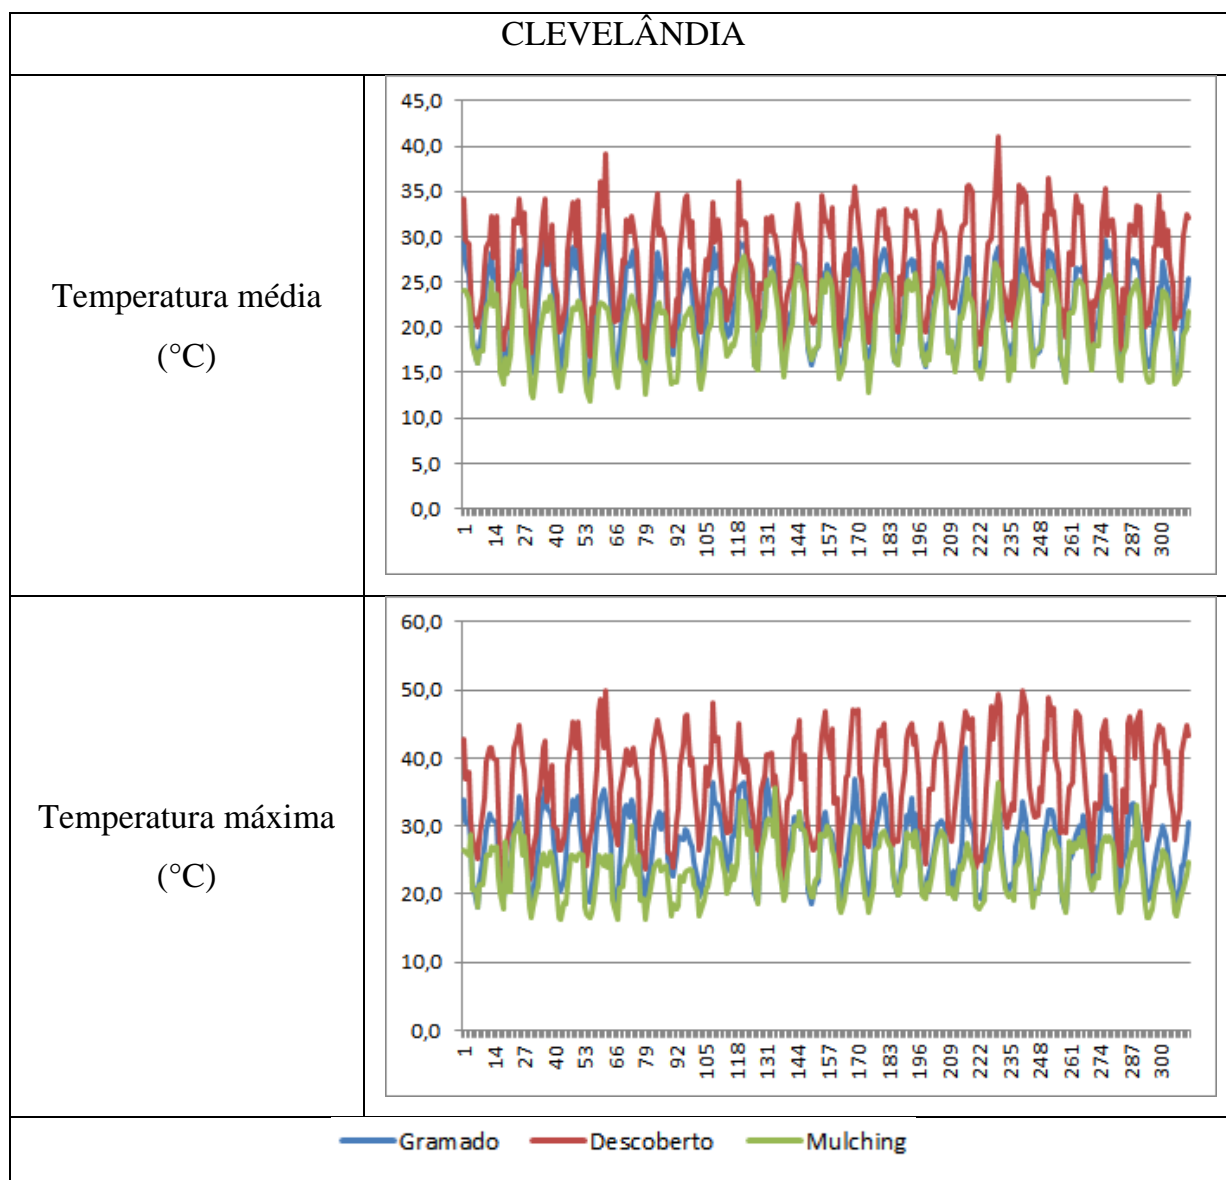 CLEVELÂNDIA
Temperatura média
(°C)
45,0
40,0
35,0
30,0
25,0
20,0
15,0
10,0
5,0
0,0
1 14 27 40 53 66 79 92 105 118 131 144 157 170 183 196 209 222 235 248 261 274 287 300
Temperatura máxima
(°C)
60,0
50,0
40,0
30,0
20,0
10,0
0,0
1 14 27 40 53 66 79 92 105 118 131 144 157 170 183 196 209 222 235 248 261 274 287 300
Gramado Descoberto Mulching